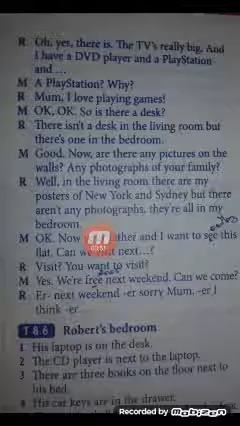 R Oh, yes, there is. The TV's really big. And
I have a DVD player and a PlayStation
and ...
M A PlayStation? Why?
R Mum, I love playing games!
M OK, OK. So is there a desk?
R There isn't a desk in the living room but
there's one in the bedroom.
M Good. Now, are there any pictures on the
walls? Any photographs of your family?
R Well, in the living room there are my
posters of New York and Sydney but there
aren't any photographs, they're all in my
bedroom.
M OK. Now and I want to see this
flat. Can we next...?
R Visit? You want to visit?
M Yes. We're free next weekend. Can we come?
R Er- next weekend -er sorry Mum, -er I
think -er
T 8.6 Robert's bedroom
1 His laptop is on the desk.
2 The CD player is next to the laptop.
3 There are three books on the floor next to
his bed.
4 His car keys are in the drawer.
Recorded by mobizen